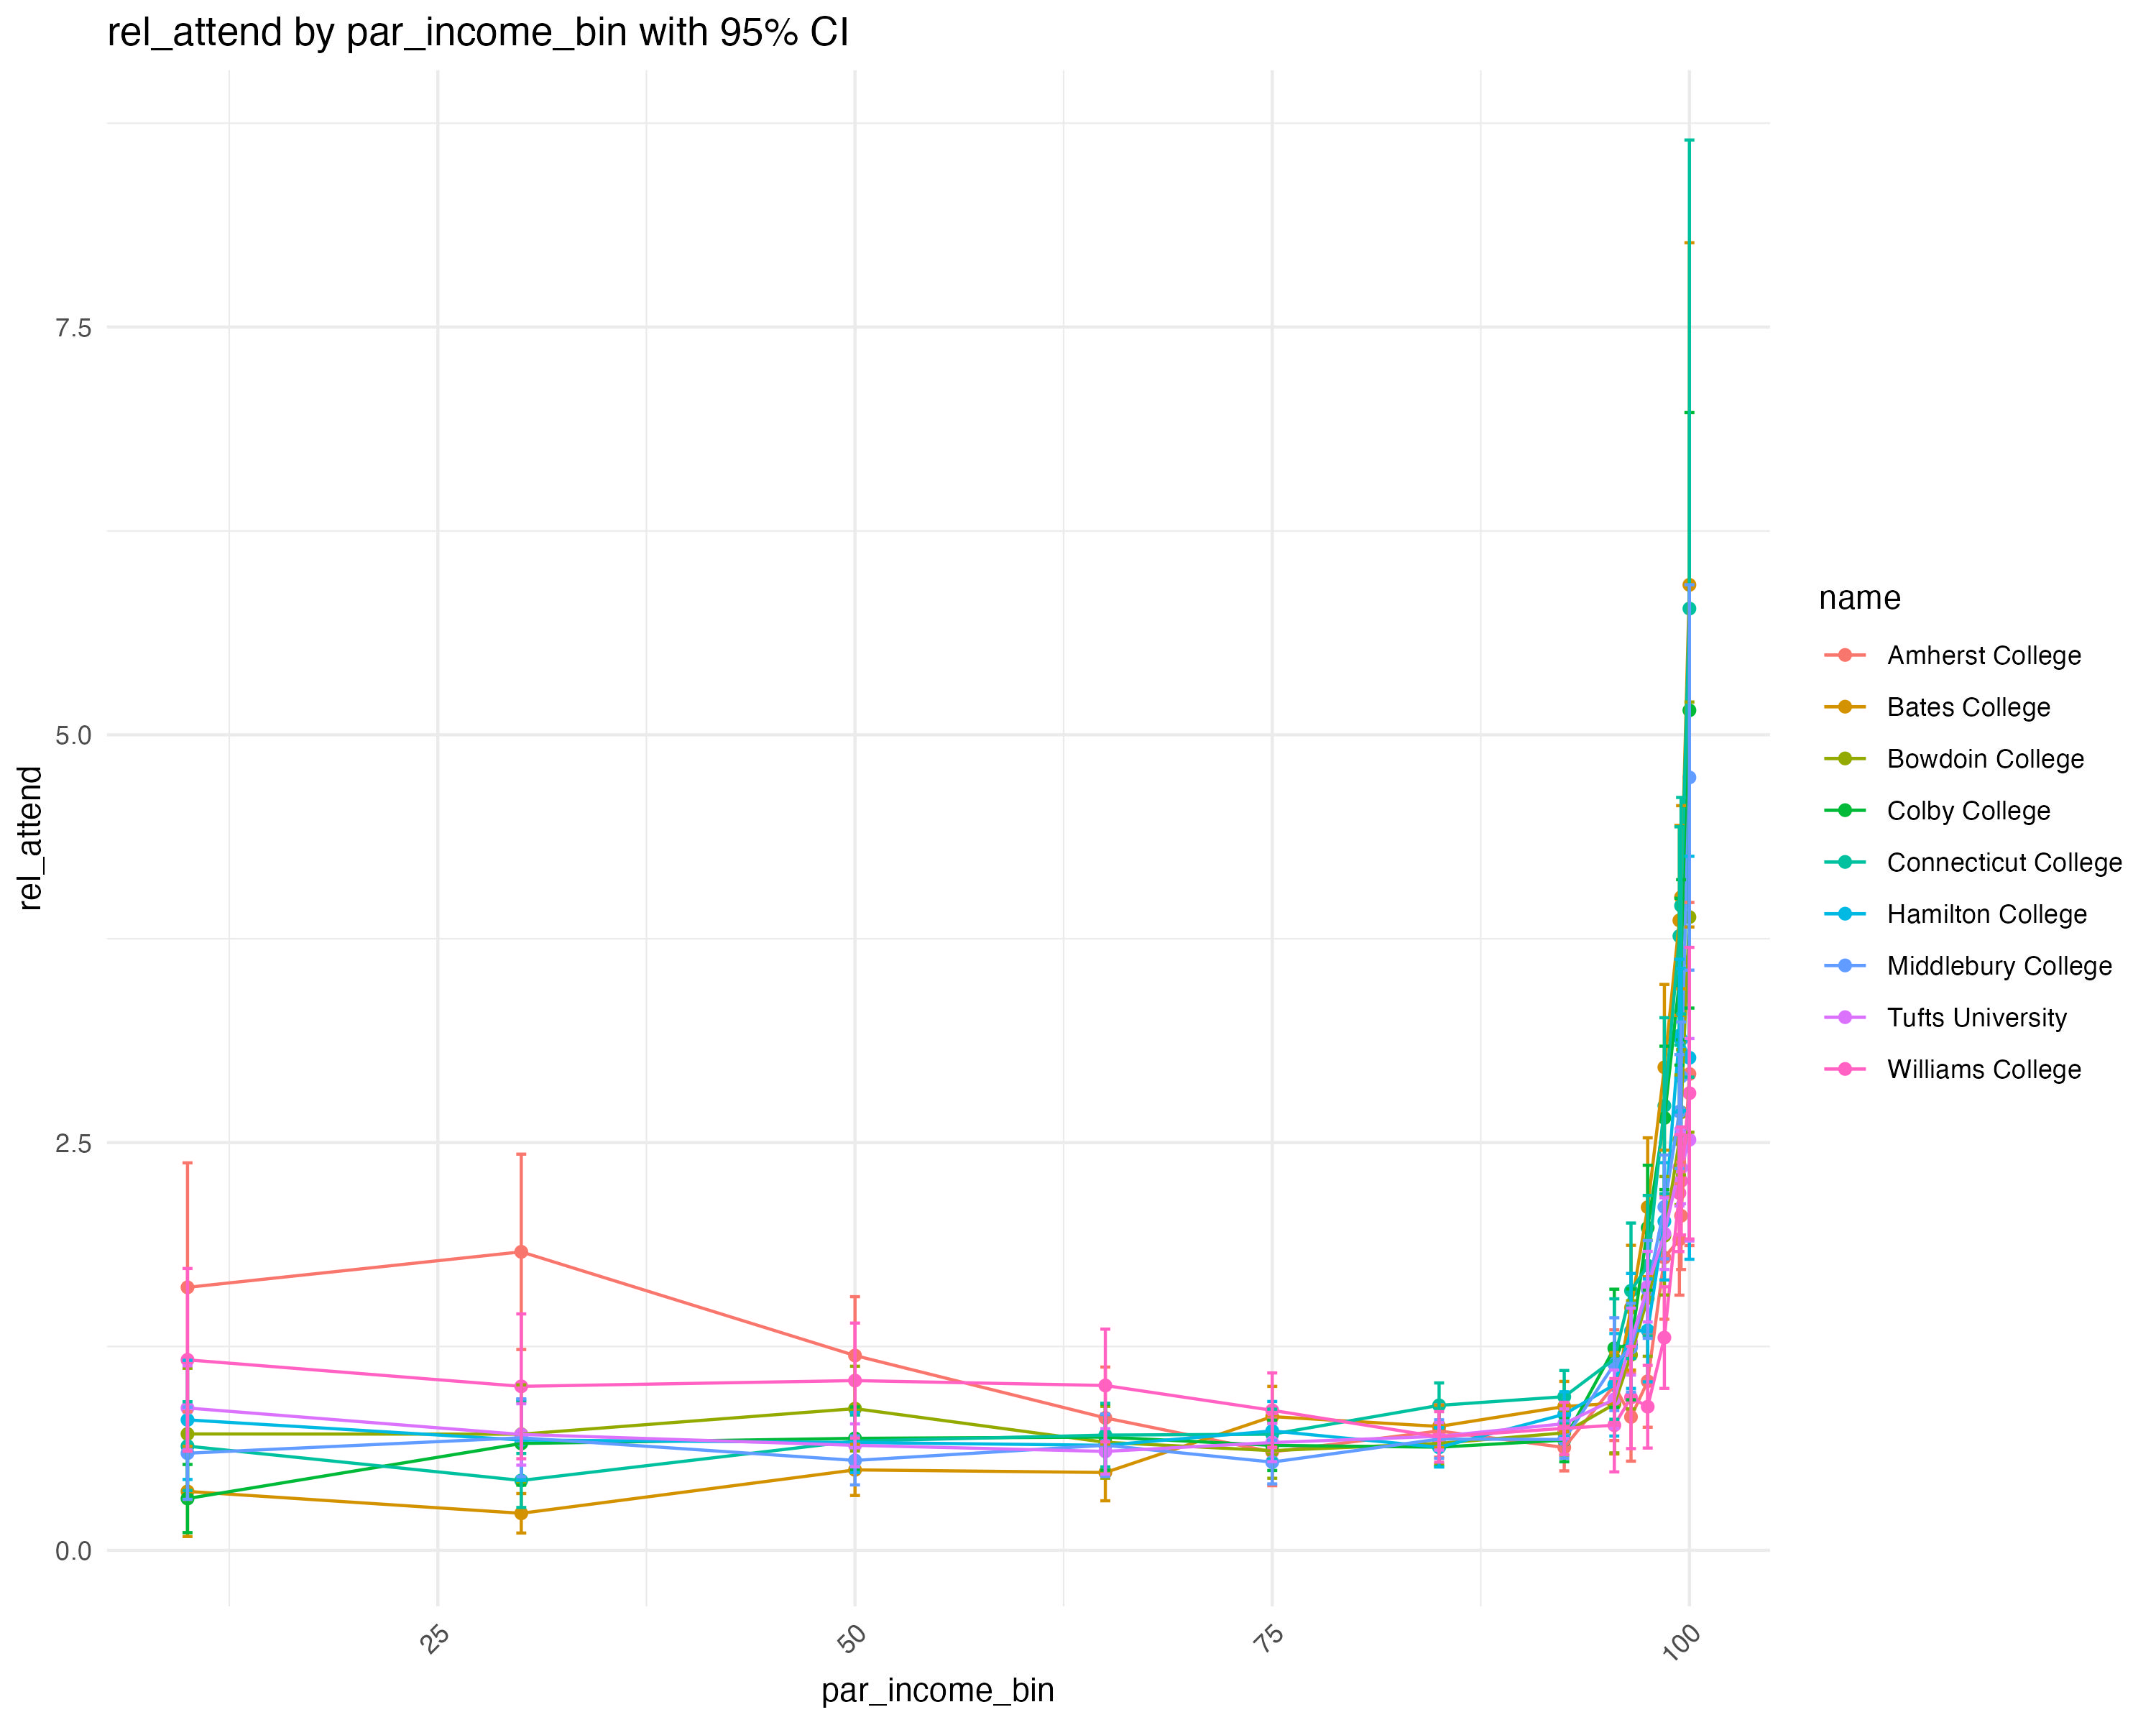 rel_attend by par_income_bin with 95% CI
7.5
5.0
2.5
0.0
rel_attend
25
50
75
100
par_income_bin
name
Amherst College
Bates College
Bowdoin College
Colby College
Connecticut College
Hamilton College
Middlebury College
Tufts University
Williams College